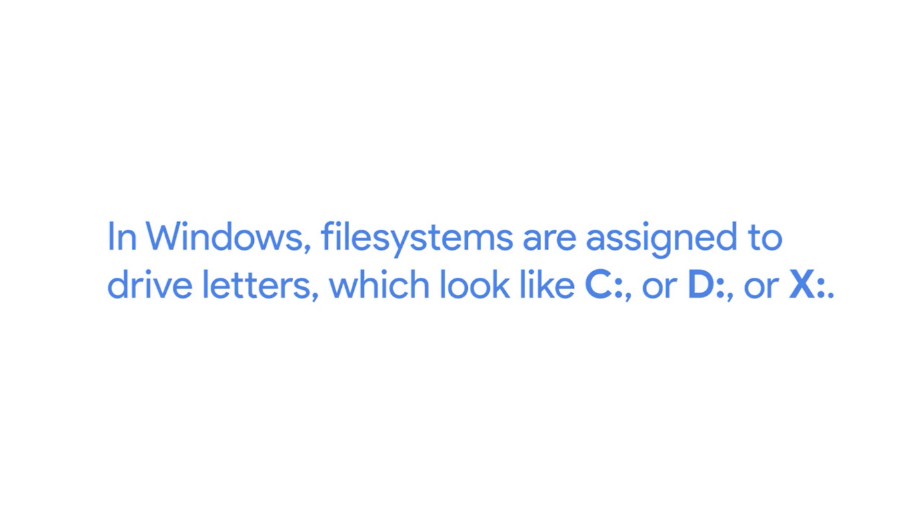 In Windows, filesystems are assigned to
drive letters, which look like C:, or D:, or X:.